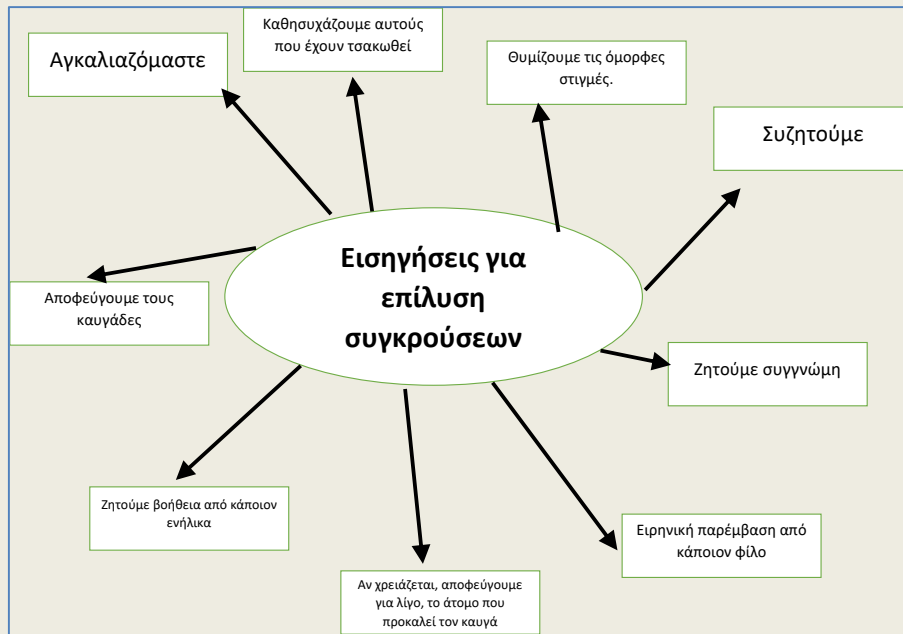 Αγκαλιαζόμαστε
Καθησυχάζουμε αυτούς
που έχουν τσακωθεί
Θυμίζουμε τις όμορφες
στιγμές.
Συζητούμε
Εισηγήσεις για
επίλυση
συγκρούσεων
Αποφεύγουμε τους
καυγάδες
Ζητούμε συγγνώμη
Ζητούμε βοήθεια από κάποιον
ενήλικα
Ειρηνική παρέμβαση από
κάποιον φίλο
Αν χρειάζεται, αποφεύγουμε
για λίγο, το άτομο που
προκαλεί τον καυγά